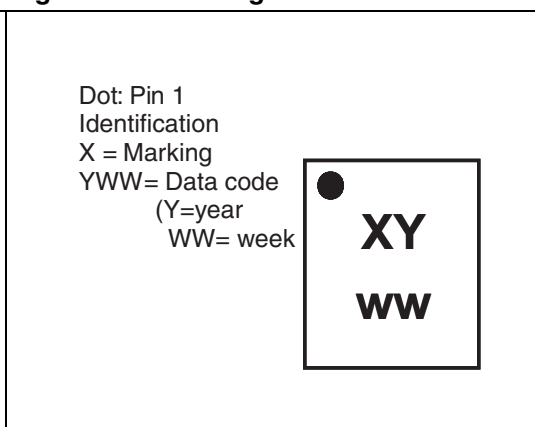 Dot: Pin 1
Identification
X = Marking
YWW= Data code
(Y=year
WW= week
XY
ww